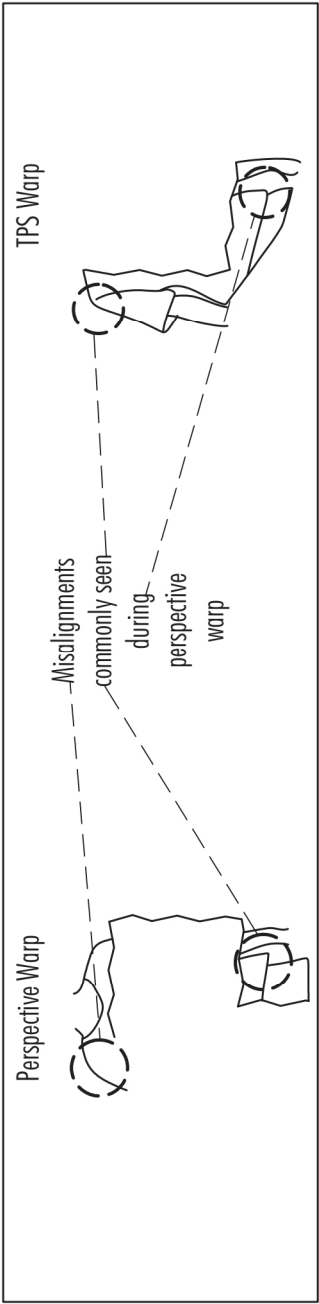 Perspective Warp
TPS Warp
Misalignments
commonly seen
during
perspective
warp